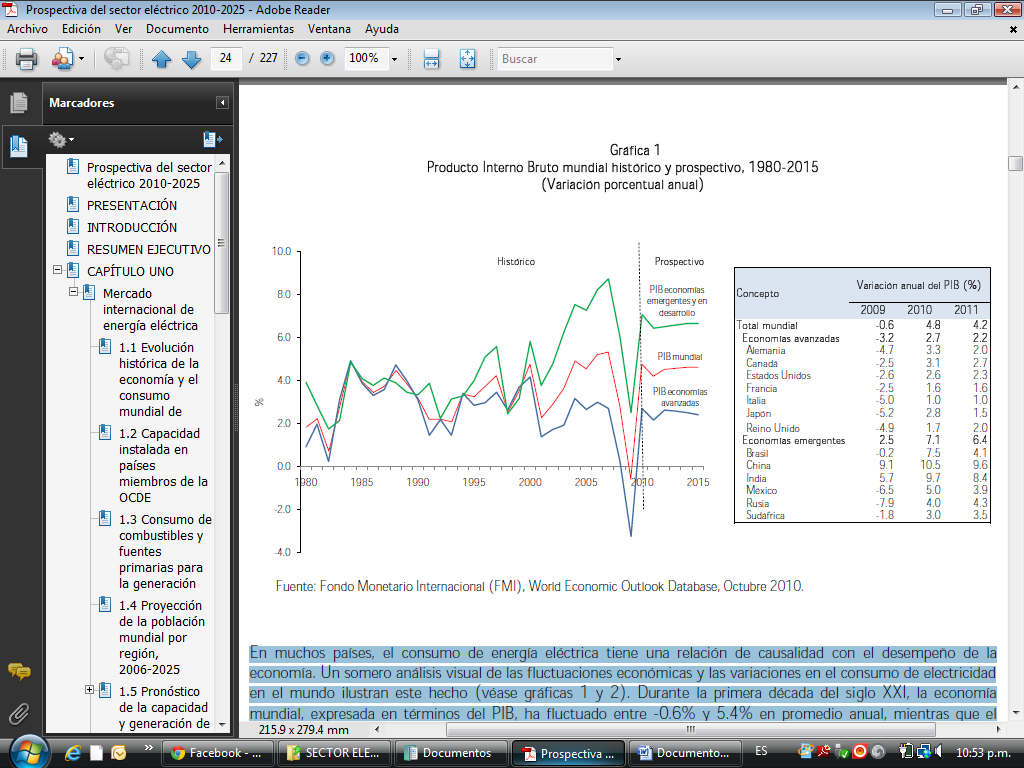 Prospectiva del sector eléctrico 2010-2025 - Adobe Reader
Archivo Edición Ver Documento Herramientas Ventana Ayuda
24 / 227 100% Buscar
Marcadores
Prospectiva del sector
eléctrico 2010-2025
PRESENTACIÓN
INTRODUCCIÓN
RESUMEN EJECUTIVO
CAPÍTULO UNO
Mercado
internacional de
energía eléctrica
1.1 Evolución
histórica de la
economía y el
consumo
mundial de
1.2 Capacidad
instalada en
países
miembros de la
OCDE
1.3 Consumo de
combustibles y
fuentes
primarias para
la generación
1.4 Proyección
de la población
mundial por
región,
2006-2025
1.5 Pronóstico
de la capacidad
y generación de
Gráfica 1
Producto Interno Bruto mundial histórico y prospectivo, 1980-2015
(Variación porcentual anual)
10.0
8.0
6.0
4.0
2.0
0.0
-2.0
-4.0
%
1980 1985 1990 1995 2000 2005 2010 2015
Histórico Prospectivo
PIB economías
emergentes y en
desarrollo
PIB mundial
PIB economías
avanzadas
Concepto Variación anual del PIB (%)
2009 2010 2011
Total mundial -0.6 4.8 4.2
Economías avanzadas -3.2 2.7 2.2
Alemania -4.7 3.3 2.0
Canadá -2.5 3.1 2.7
Estados Unidos -2.6 2.6 2.3
Francia -2.5 1.6 1.6
Italia -5.0 1.0 1.0
Japón -5.2 2.8 1.5
Reino Unido -4.9 1.7 2.0
Economías emergentes 2.5 7.1 6.4
Brasil -0.2 7.5 4.1
China 9.1 10.5 9.6
India 5.7 9.7 8.4
México -6.5 5.0 3.9
Rusia -7.9 4.0 4.3
Sudáfrica -1.8 3.0 3.5
Fuente: Fondo Monetario Internacional (FMI), World Economic Outlook Database, Octubre 2010.
En muchos países, el consumo de energía eléctrica tiene una relación de causalidad con el desempeño de la
economía. Un somero análisis visual de las fluctuaciones económicas y las variaciones en el consumo de electricidad
en el mundo ilustran este hecho (véase gráficas 1 y 2). Durante la primera década del siglo XXI, la economía
mundial, expresada en términos del PIB, ha fluctuado entre -0.6% y 5.4% en promedio anual, mientras que el
215.9 x 279.4 mm
Facebook - ... SECTOR ELE... Documentos Prospectiva ... Documento... ES 10:53 p.m.